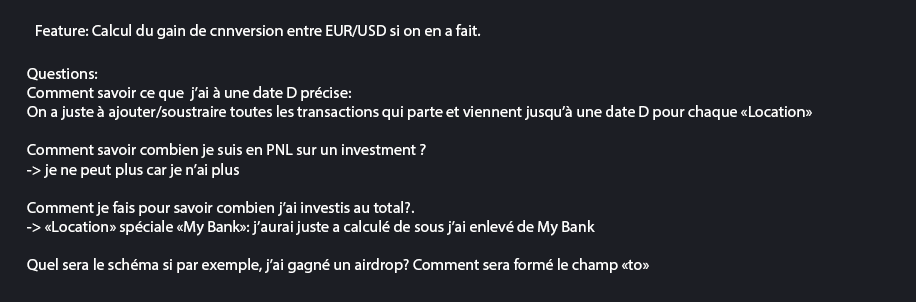 Feature: Calcul du gain de cnnversion entre EUR/USD si on en a fait.
Questions:
Comment savoir ce que j’ai à une date D précise:
On a juste à ajouter/soustraire toutes les transactions qui parte et viennent jusqu’à une date D pour chaque «Location»
Comment savoir combien je suis en PNL sur un investment ?
-> je ne peut plus car je n’ai plus
Comment je fais pour savoir combien j’ai investis au total?.
-> «Location» spéciale «My Bank»: j’aurai juste a calculé de sous j’ai enlevé de My Bank
Quel sera le schéma si par exemple, j’ai gagné un airdrop? Comment sera formé le champ «to»